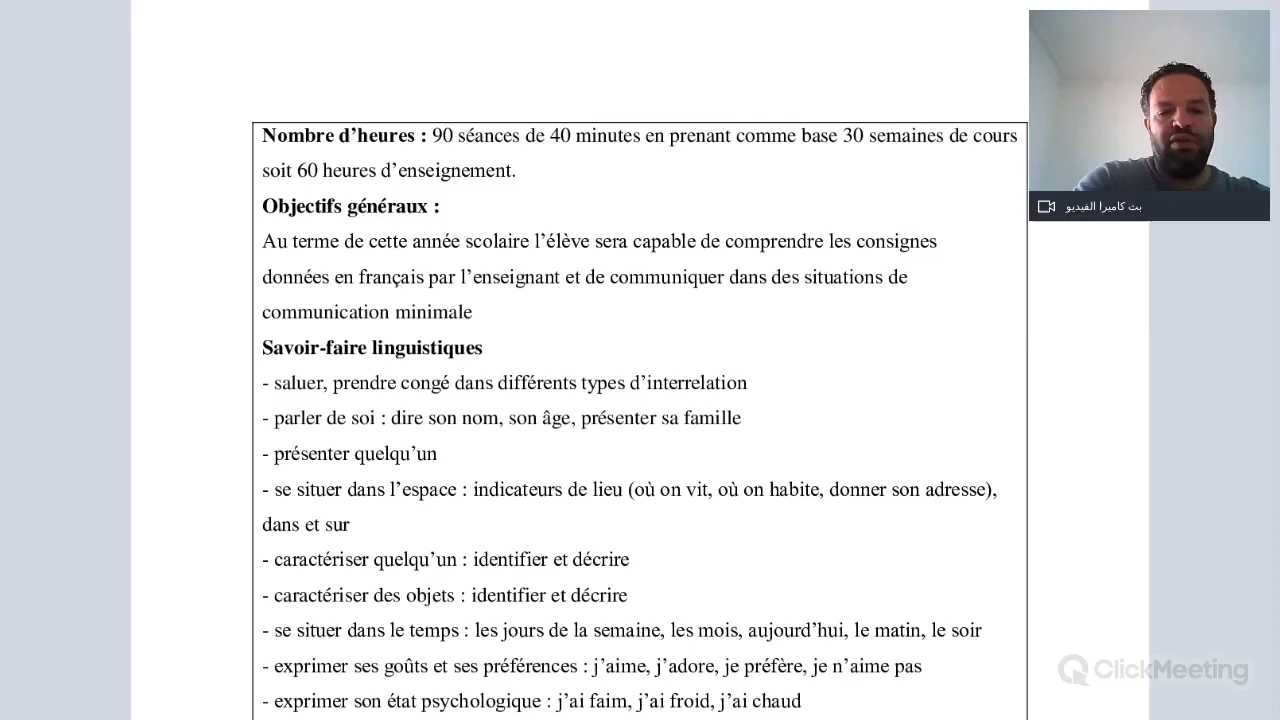 Nombre d’heures : 90 séances de 40 minutes en prenant comme base 30 semaines de cours
soit 60 heures d’enseignement.
Objectifs généraux :
Au terme de cette année scolaire l’élève sera capable de comprendre les consignes
données en français par l’enseignant et de communiquer dans des situations de
communication minimale
Savoir-faire linguistiques
- saluer, prendre congé dans différents types d’interrelation
- parler de soi : dire son nom, son âge, présenter sa famille
- présenter quelqu’un
- se situer dans l’espace : indicateurs de lieu (où on vit, où on habite, donner son adresse),
dans et sur
- caractériser quelqu’un : identifier et décrire
- caractériser des objets : identifier et décrire
- se situer dans le temps : les jours de la semaine, les mois, aujourd’hui, le matin, le soir
- exprimer ses goûts et ses préférences : j’aime, j’adore, je préfère, je n’aime pas
- exprimer son état psychologique : j’ai faim, j’ai froid, j’ai chaud
بث كاميرا الفيديو
ClickMeeting